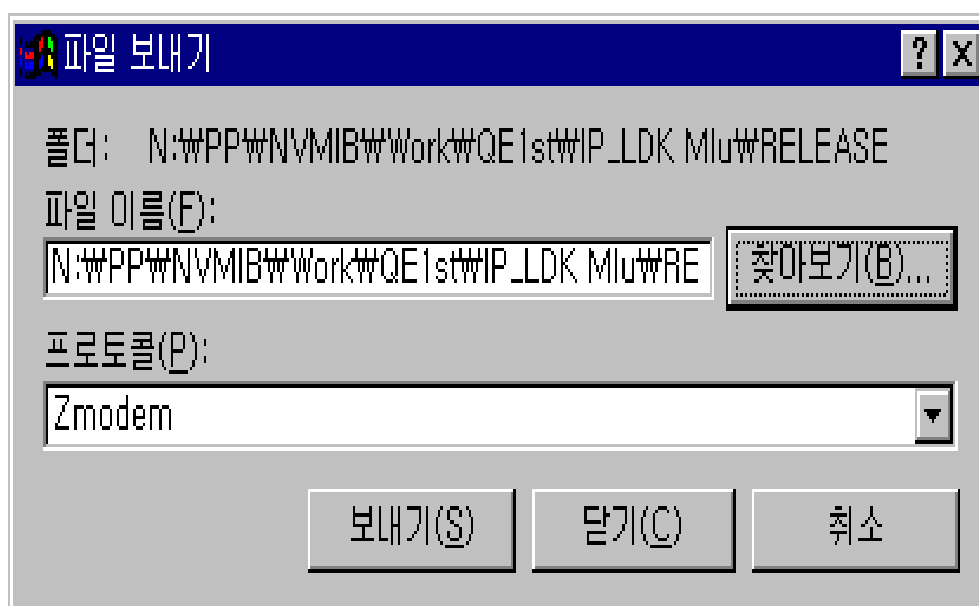 파일 보내기
폴더: N:₩PP₩NVMIB₩Work₩QE1st₩IP_LDK Mlu₩RELEASE
파일 이름(F):
N:₩PP₩NVMIB₩Work₩QE1st₩IP_LDK Mlu₩RE
찾아보기(B)...
프로토콜(P):
Zmodem
보내기(S) 닫기(C) 취소